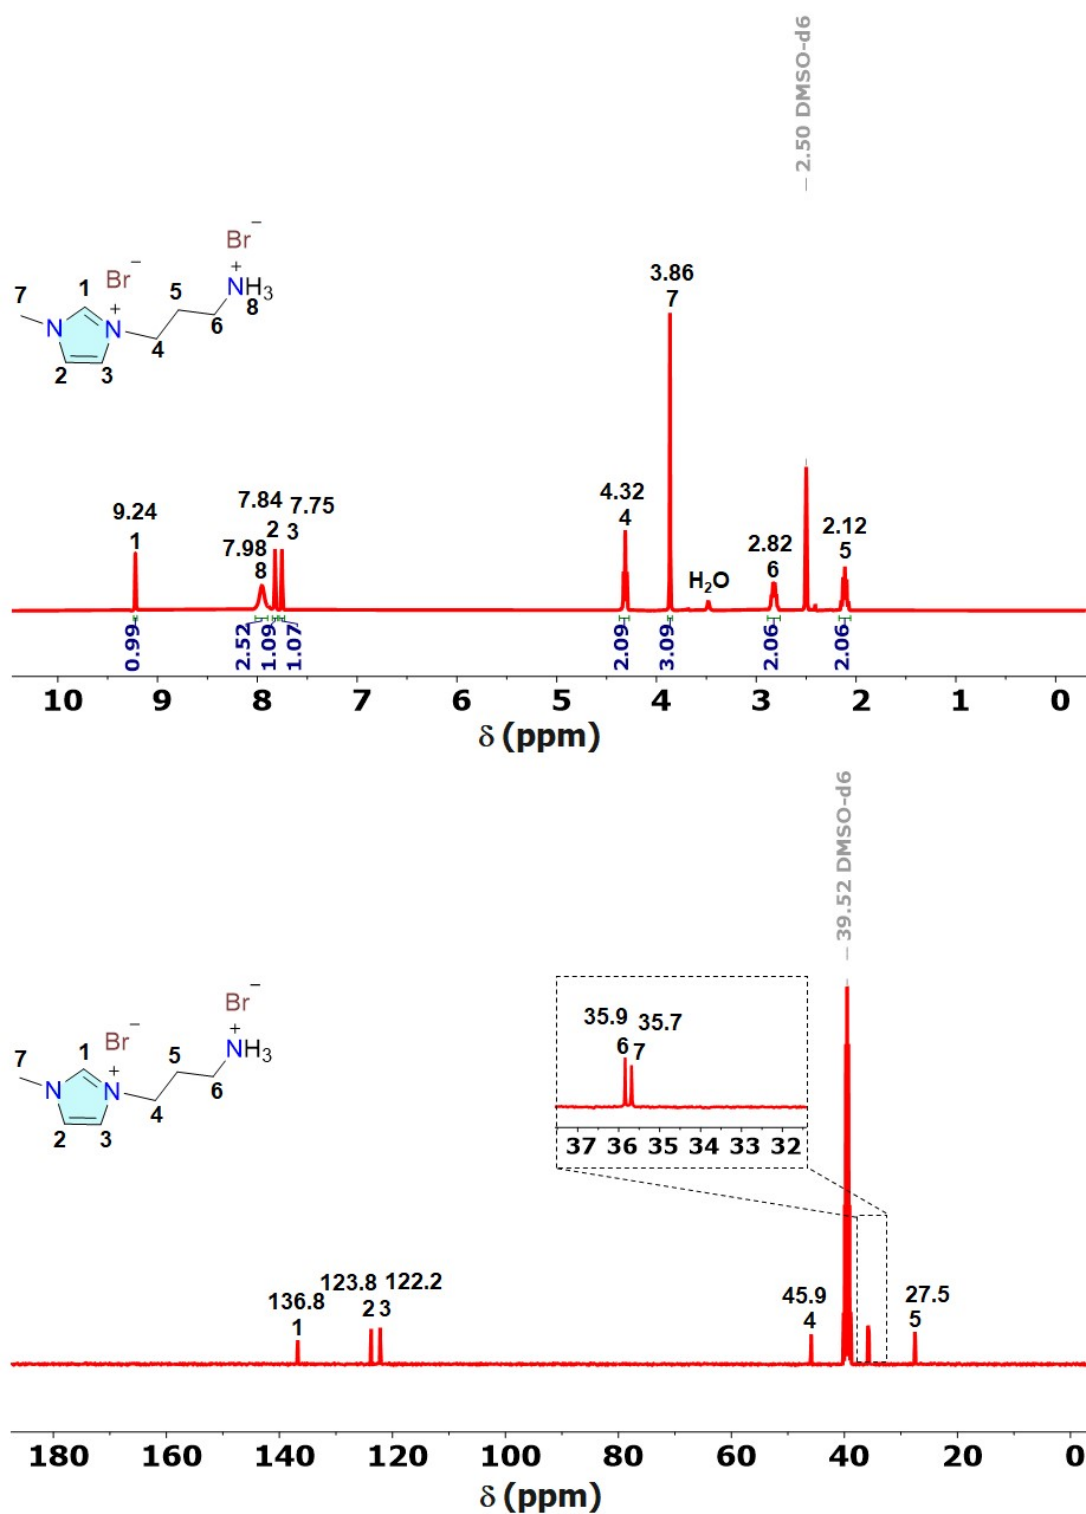 — 2.50 DMSO-d6
Br⁻
Br⁻
7
1
5
+
NH3
8
N
+
N
6
4
2
3
3.86
7
9.24
1
7.84
7.75
2
3
7.98
8
4.32
4
H₂O
2.82
6
2.12
5
0.99
2.52
1.09
1.07
2.09
3.09
2.06
2.06
10 9 8 7 6 5 4 3 2 1 0
δ (ppm)
— 39.52 DMSO-d6
Br⁻
Br⁻
7
1
5
+
NH3
N
+
N
6
4
2
3
35.9 35.7
6 7
37 36 35 34 33 32
136.8
1
123.8 122.2
2 3
45.9
4
27.5
5
180 160 140 120 100 80 60 40 20 0
δ (ppm)